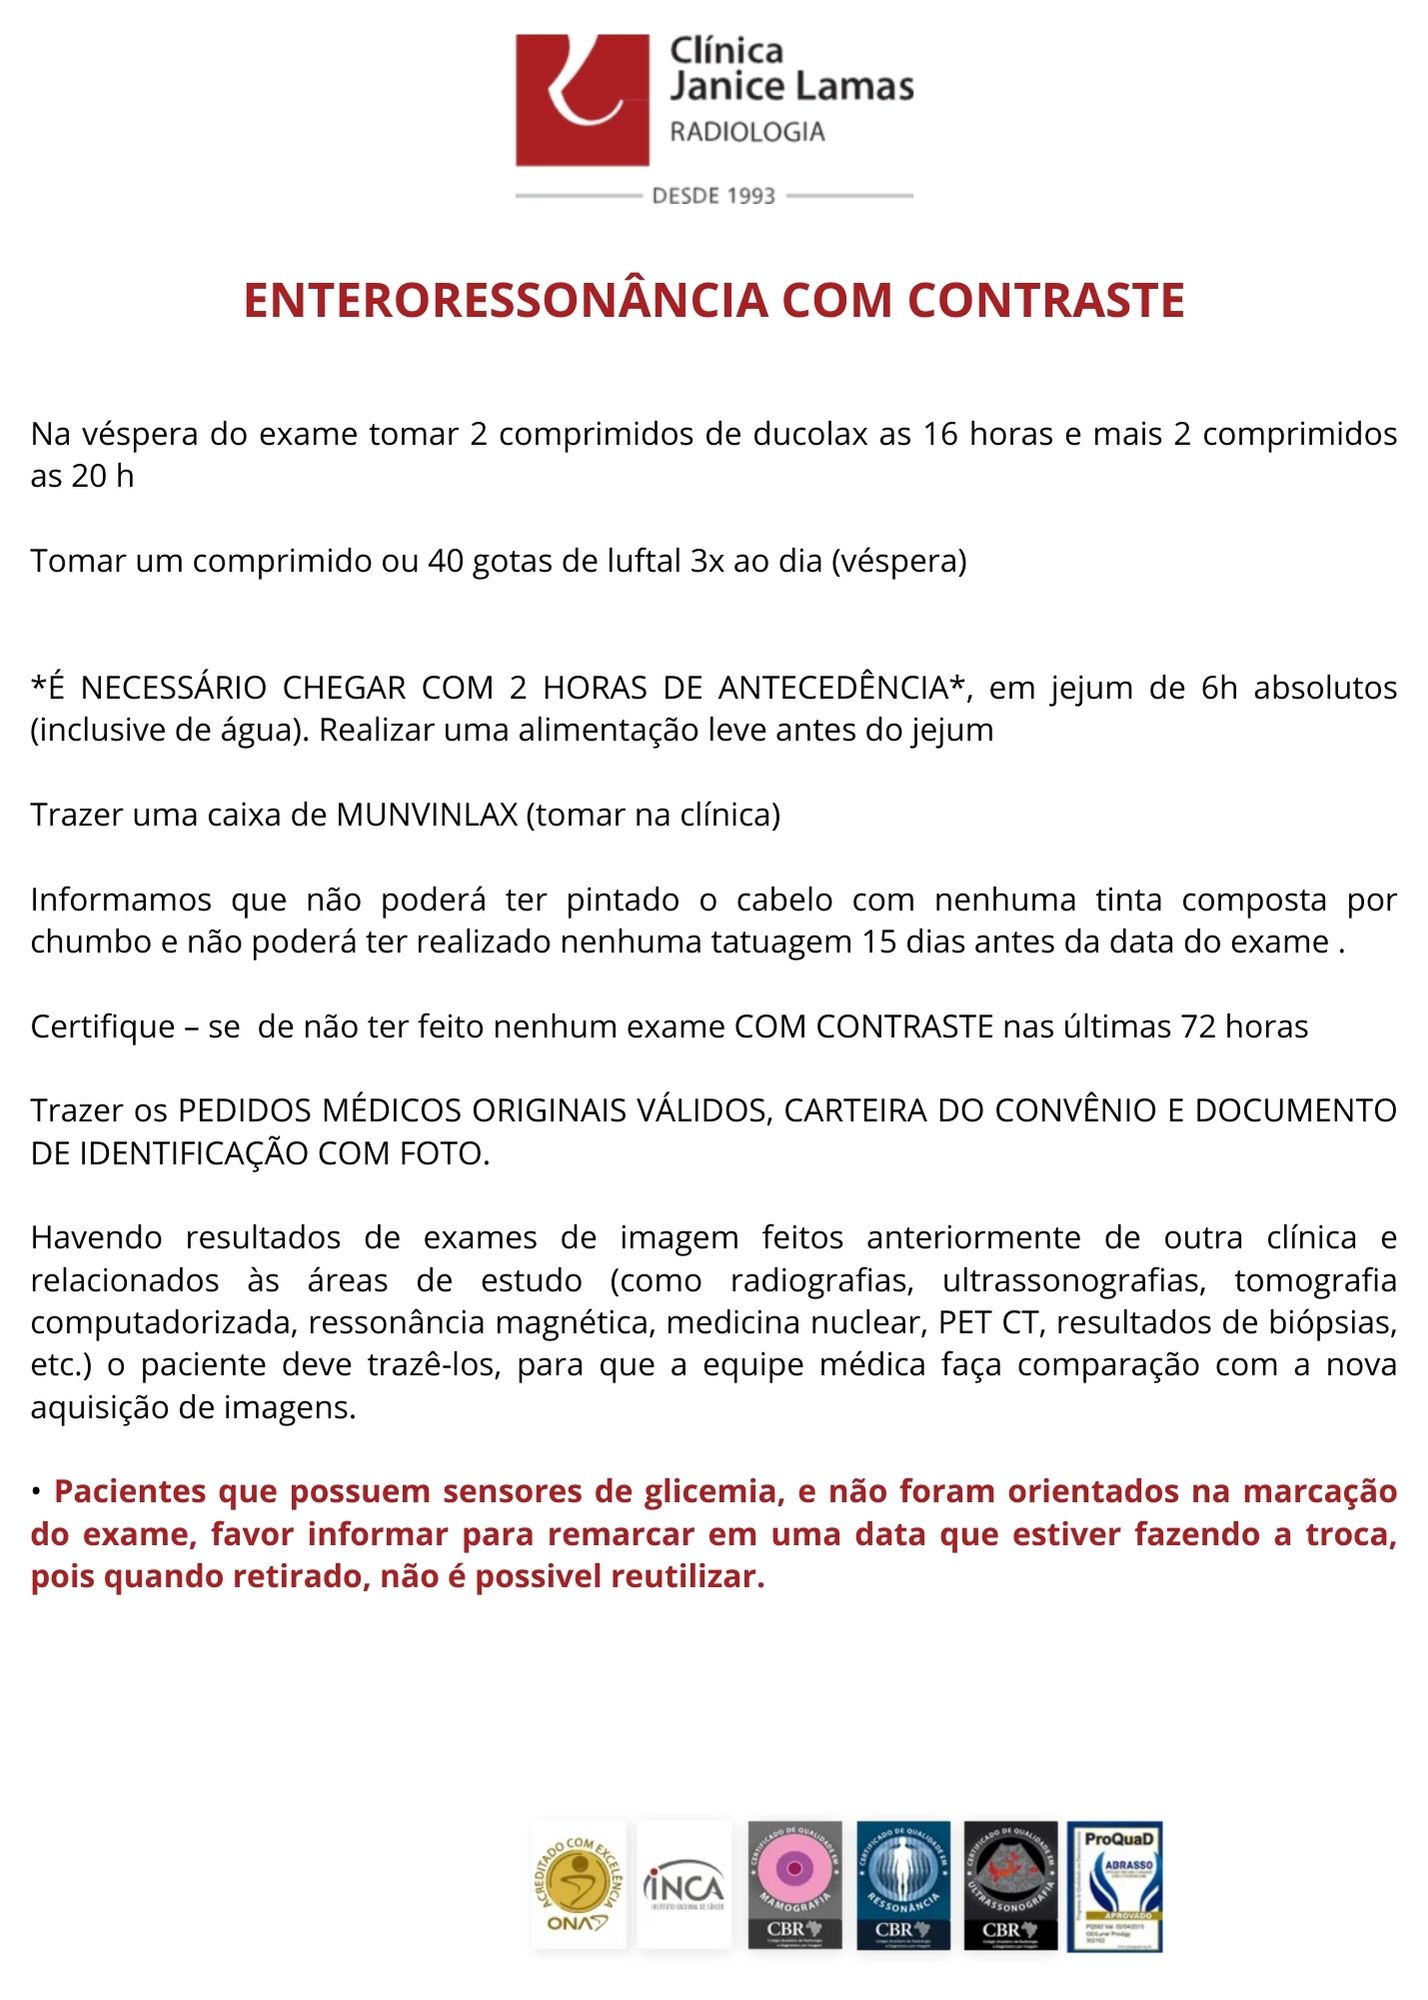 Clínica
Janice Lamas
RADIOLOGIA
DESDE 1993
ENTERORESSONÂNCIA COM CONTRASTE
Na véspera do exame tomar 2 comprimidos de ducolax as 16 horas e mais 2 comprimidos
as 20 h
Tomar um comprimido ou 40 gotas de luftal 3x ao dia (véspera)
*É NECESSÁRIO CHEGAR COM 2 HORAS DE ANTECEDÊNCIA*, em jejum de 6h absolutos
(inclusive de água). Realizar uma alimentação leve antes do jejum
Trazer uma caixa de MUNVINLAX (tomar na clínica)
Informamos que não poderá ter pintado o cabelo com nenhuma tinta composta por
chumbo e não poderá ter realizado nenhuma tatuagem 15 dias antes da data do exame .
Certifique – se  de não ter feito nenhum exame COM CONTRASTE nas últimas 72 horas
Trazer os PEDIDOS MÉDICOS ORIGINAIS VÁLIDOS, CARTEIRA DO CONVÊNIO E DOCUMENTO
DE IDENTIFICAÇÃO COM FOTO.
Havendo resultados de exames de imagem feitos anteriormente de outra clínica e
relacionados às áreas de estudo (como radiografias, ultrassonografias, tomografia
computadorizada, ressonância magnética, medicina nuclear, PET CT, resultados de biópsias,
etc.) o paciente deve trazê-los, para que a equipe médica faça comparação com a nova
aquisição de imagens.
• Pacientes que possuem sensores de glicemia, e não foram orientados na marcação
do exame, favor informar para remarcar em uma data que estiver fazendo a troca,
pois quando retirado, não é possivel reutilizar.
ACREDITADO COM EXCELÊNCIA
ONA
INCA
INSTITUTO NACIONAL DE CÂNCER
CERTIFICADO DE QUALIDADE EM
MAMOGRAFIA
CBR
CERTIFICADO DE QUALIDADE EM
RESSONÂNCIA
CBR
CERTIFICADO DE QUALIDADE EM
ULTRASSONOGRAFIA
CBR
ProQuaD
ABRASSO
APROVADO